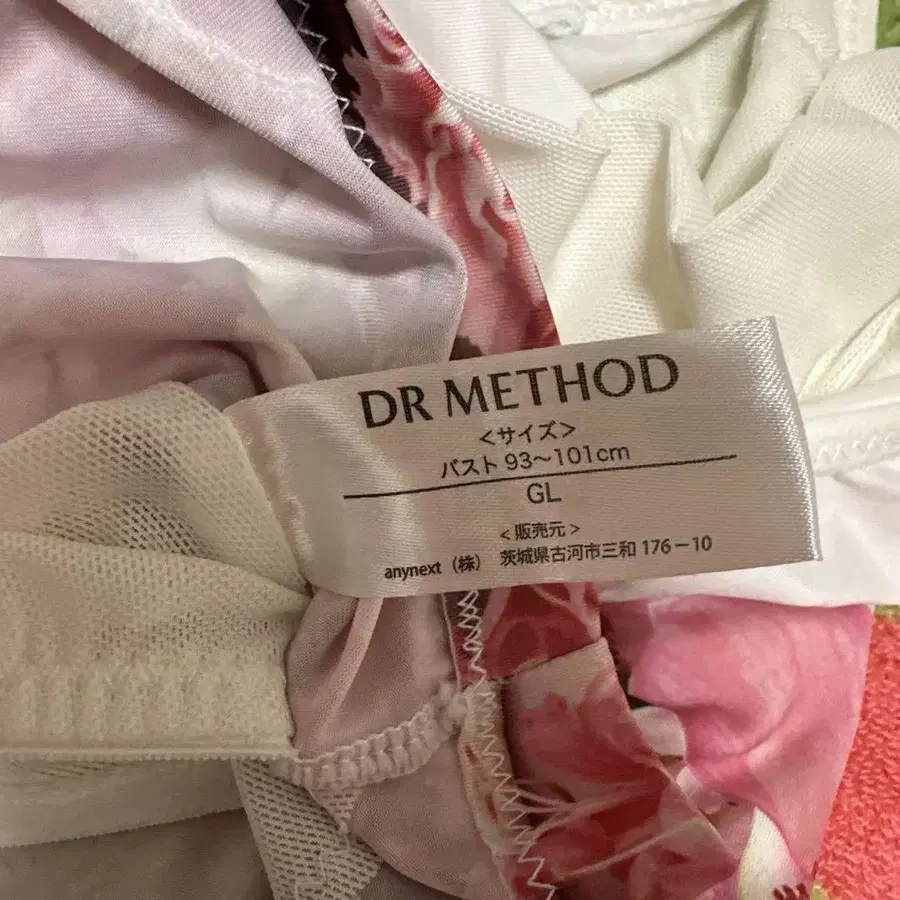 DR METHOD
<サイズ>
バスト 93～101cm
GL
<販売元>
anynext（株） 茨城県古河市三和 176－10